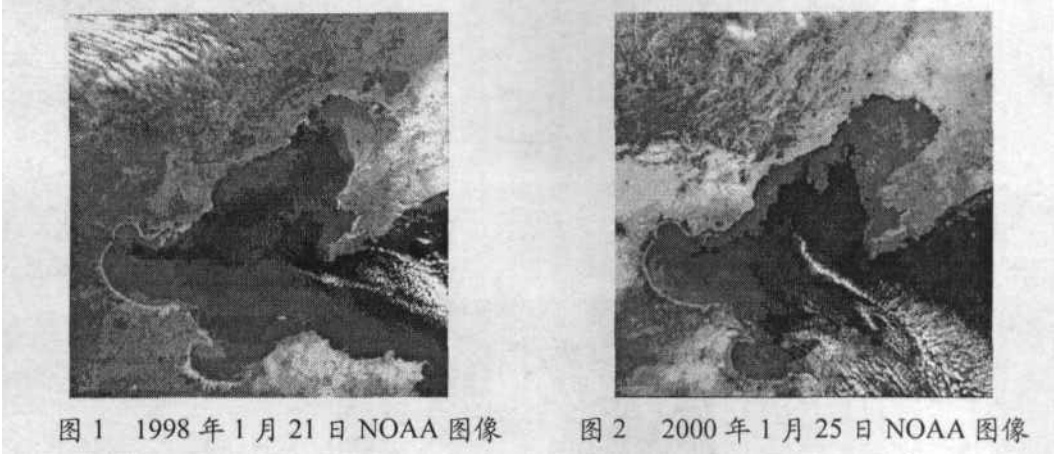 图 1 1998 年 1 月 21 日 NOAA 图像
图 2 2000 年 1 月 25 日 NOAA 图像